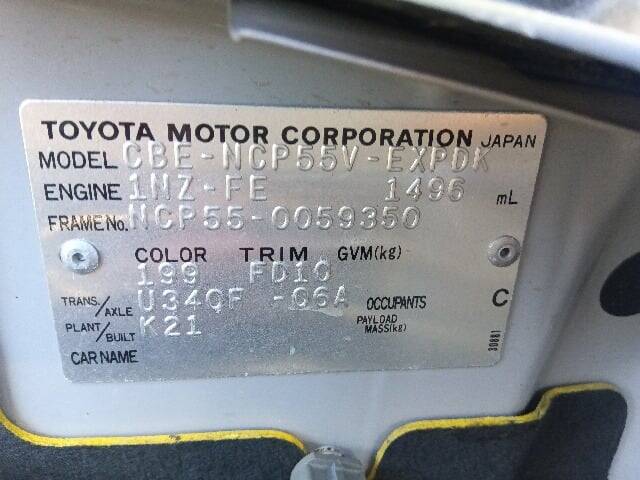 TOYOTA MOTOR CORPORATION JAPAN
MODEL CBE-NCP55V-EXPDK
ENGINE 1NZ-FE 1496 mL
FRAME No. NCP55-0059350
COLOR TRIM GVM(kg)
199 FD10
TRANS./AXLE U340F -06A OCCUPANTS C
PLANT/BUILT K21 PAYLOAD MASS(kg)
CAR NAME
30881